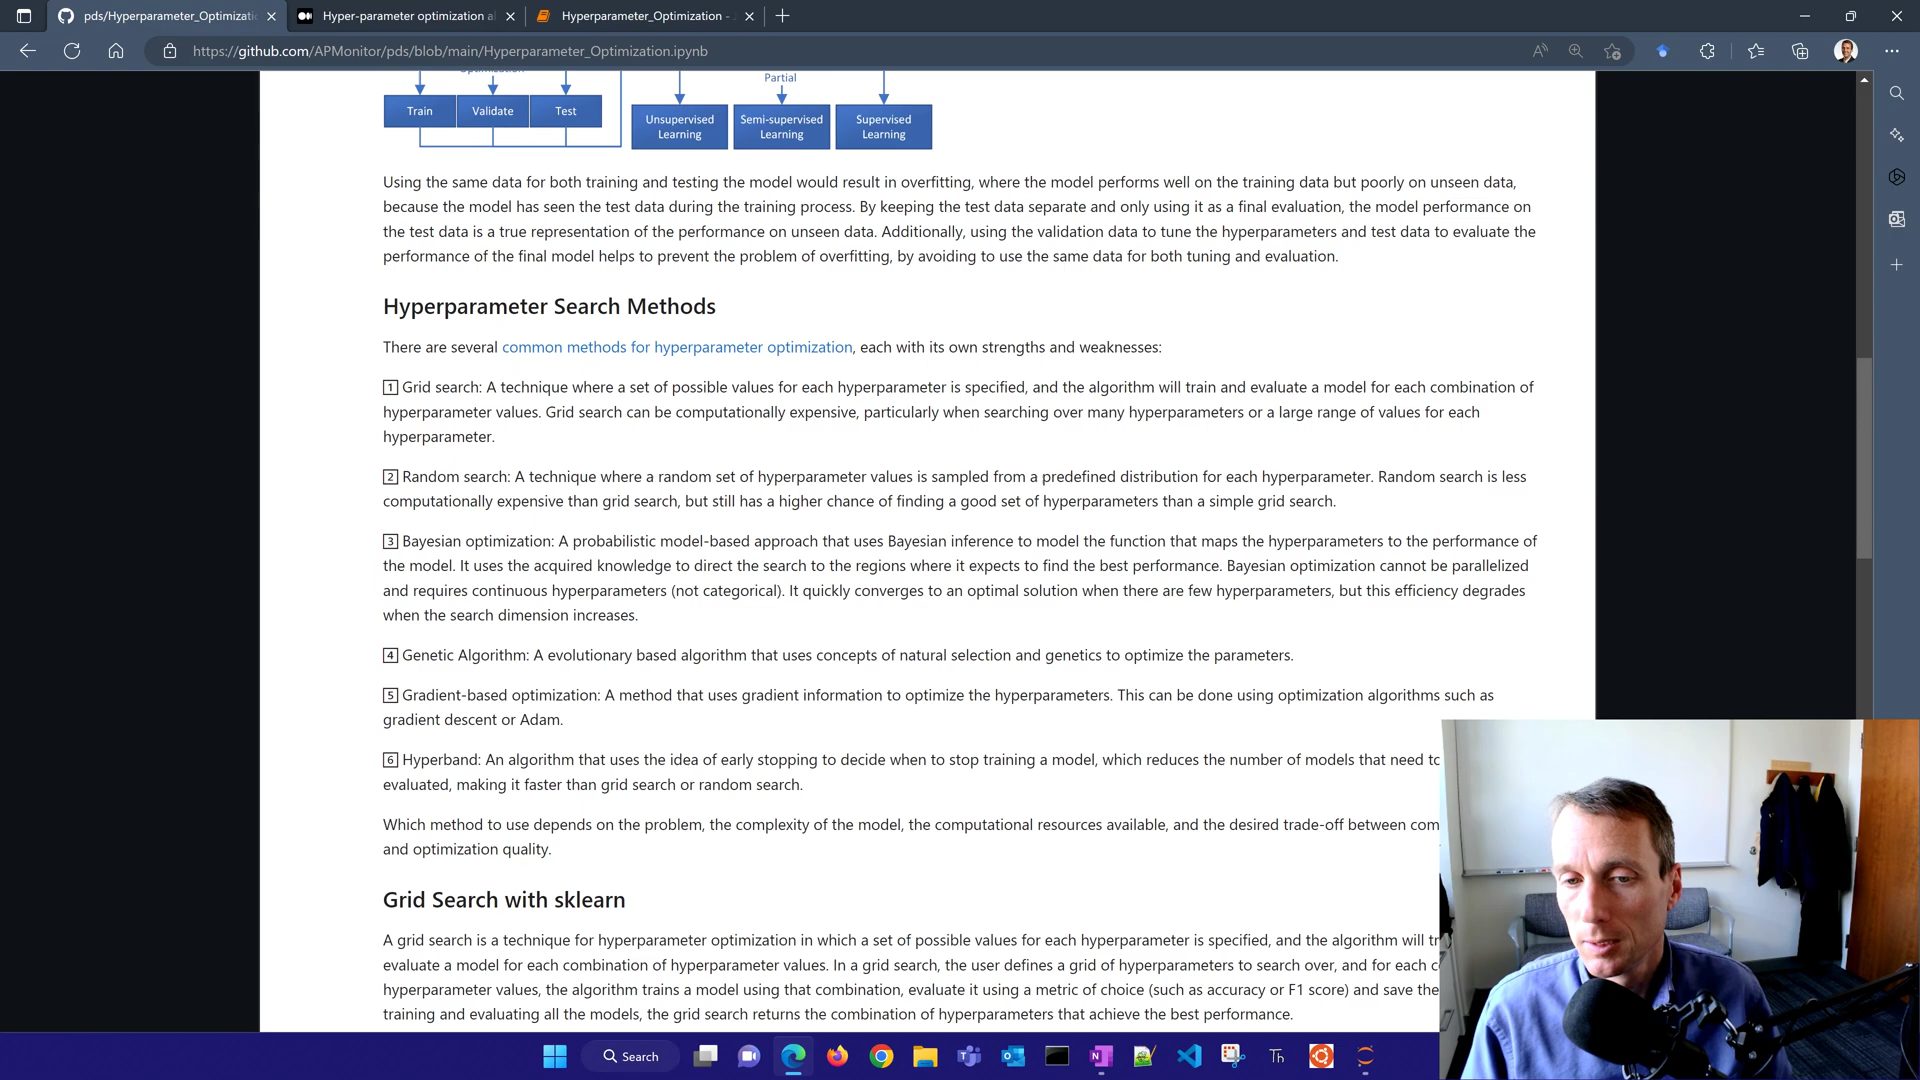 pds/Hyperparameter_Optimizatio
Hyper-parameter optimization al
Hyperparameter_Optimization -
https://github.com/APMonitor/pds/blob/main/Hyperparameter_Optimization.ipynb
Partial
Train
Validate
Test
Unsupervised
Learning
Semi-supervised
Learning
Supervised
Learning
Using the same data for both training and testing the model would result in overfitting, where the model performs well on the training data but poorly on unseen data,
because the model has seen the test data during the training process. By keeping the test data separate and only using it as a final evaluation, the model performance on
the test data is a true representation of the performance on unseen data. Additionally, using the validation data to tune the hyperparameters and test data to evaluate the
performance of the final model helps to prevent the problem of overfitting, by avoiding to use the same data for both tuning and evaluation.
Hyperparameter Search Methods
There are several common methods for hyperparameter optimization, each with its own strengths and weaknesses:
1 Grid search: A technique where a set of possible values for each hyperparameter is specified, and the algorithm will train and evaluate a model for each combination of
hyperparameter values. Grid search can be computationally expensive, particularly when searching over many hyperparameters or a large range of values for each
hyperparameter.
2 Random search: A technique where a random set of hyperparameter values is sampled from a predefined distribution for each hyperparameter. Random search is less
computationally expensive than grid search, but still has a higher chance of finding a good set of hyperparameters than a simple grid search.
3 Bayesian optimization: A probabilistic model-based approach that uses Bayesian inference to model the function that maps the hyperparameters to the performance of
the model. It uses the acquired knowledge to direct the search to the regions where it expects to find the best performance. Bayesian optimization cannot be parallelized
and requires continuous hyperparameters (not categorical). It quickly converges to an optimal solution when there are few hyperparameters, but this efficiency degrades
when the search dimension increases.
4 Genetic Algorithm: A evolutionary based algorithm that uses concepts of natural selection and genetics to optimize the parameters.
5 Gradient-based optimization: A method that uses gradient information to optimize the hyperparameters. This can be done using optimization algorithms such as
gradient descent or Adam.
6 Hyperband: An algorithm that uses the idea of early stopping to decide when to stop training a model, which reduces the number of models that need to
evaluated, making it faster than grid search or random search.
Which method to use depends on the problem, the complexity of the model, the computational resources available, and the desired trade-off between com
and optimization quality.
Grid Search with sklearn
A grid search is a technique for hyperparameter optimization in which a set of possible values for each hyperparameter is specified, and the algorithm will tr
evaluate a model for each combination of hyperparameter values. In a grid search, the user defines a grid of hyperparameters to search over, and for each c
hyperparameter values, the algorithm trains a model using that combination, evaluate it using a metric of choice (such as accuracy or F1 score) and save the
training and evaluating all the models, the grid search returns the combination of hyperparameters that achieve the best performance.
Search
Th